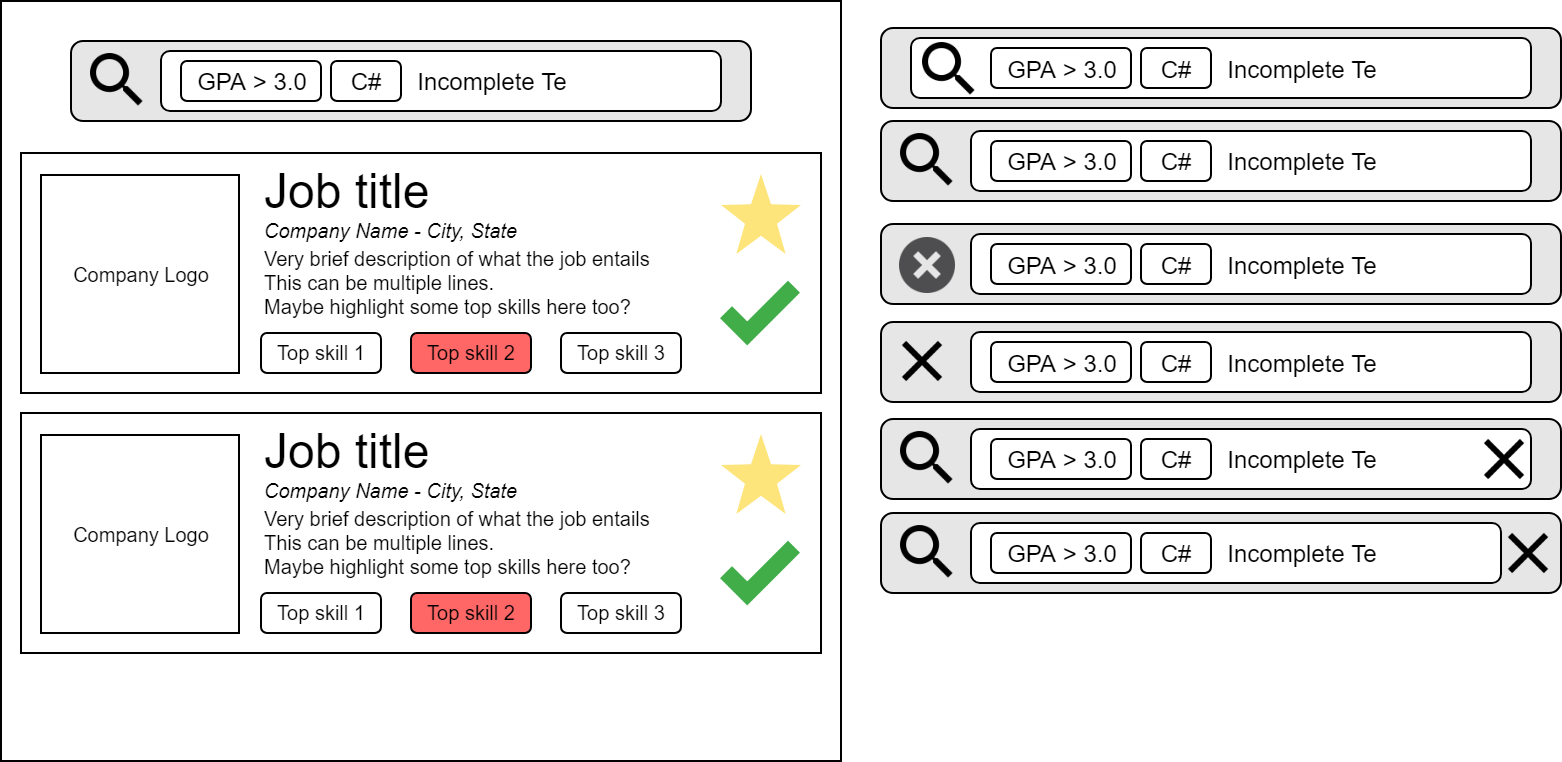 GPA > 3.0 C# Incomplete Te
Company Logo
Job title
Company Name - City, State
Very brief description of what the job entails
This can be multiple lines.
Maybe highlight some top skills here too?
Top skill 1 Top skill 2 Top skill 3
Company Logo
Job title
Company Name - City, State
Very brief description of what the job entails
This can be multiple lines.
Maybe highlight some top skills here too?
Top skill 1 Top skill 2 Top skill 3
GPA > 3.0 C# Incomplete Te
GPA > 3.0 C# Incomplete Te
GPA > 3.0 C# Incomplete Te
GPA > 3.0 C# Incomplete Te
GPA > 3.0 C# Incomplete Te
GPA > 3.0 C# Incomplete Te